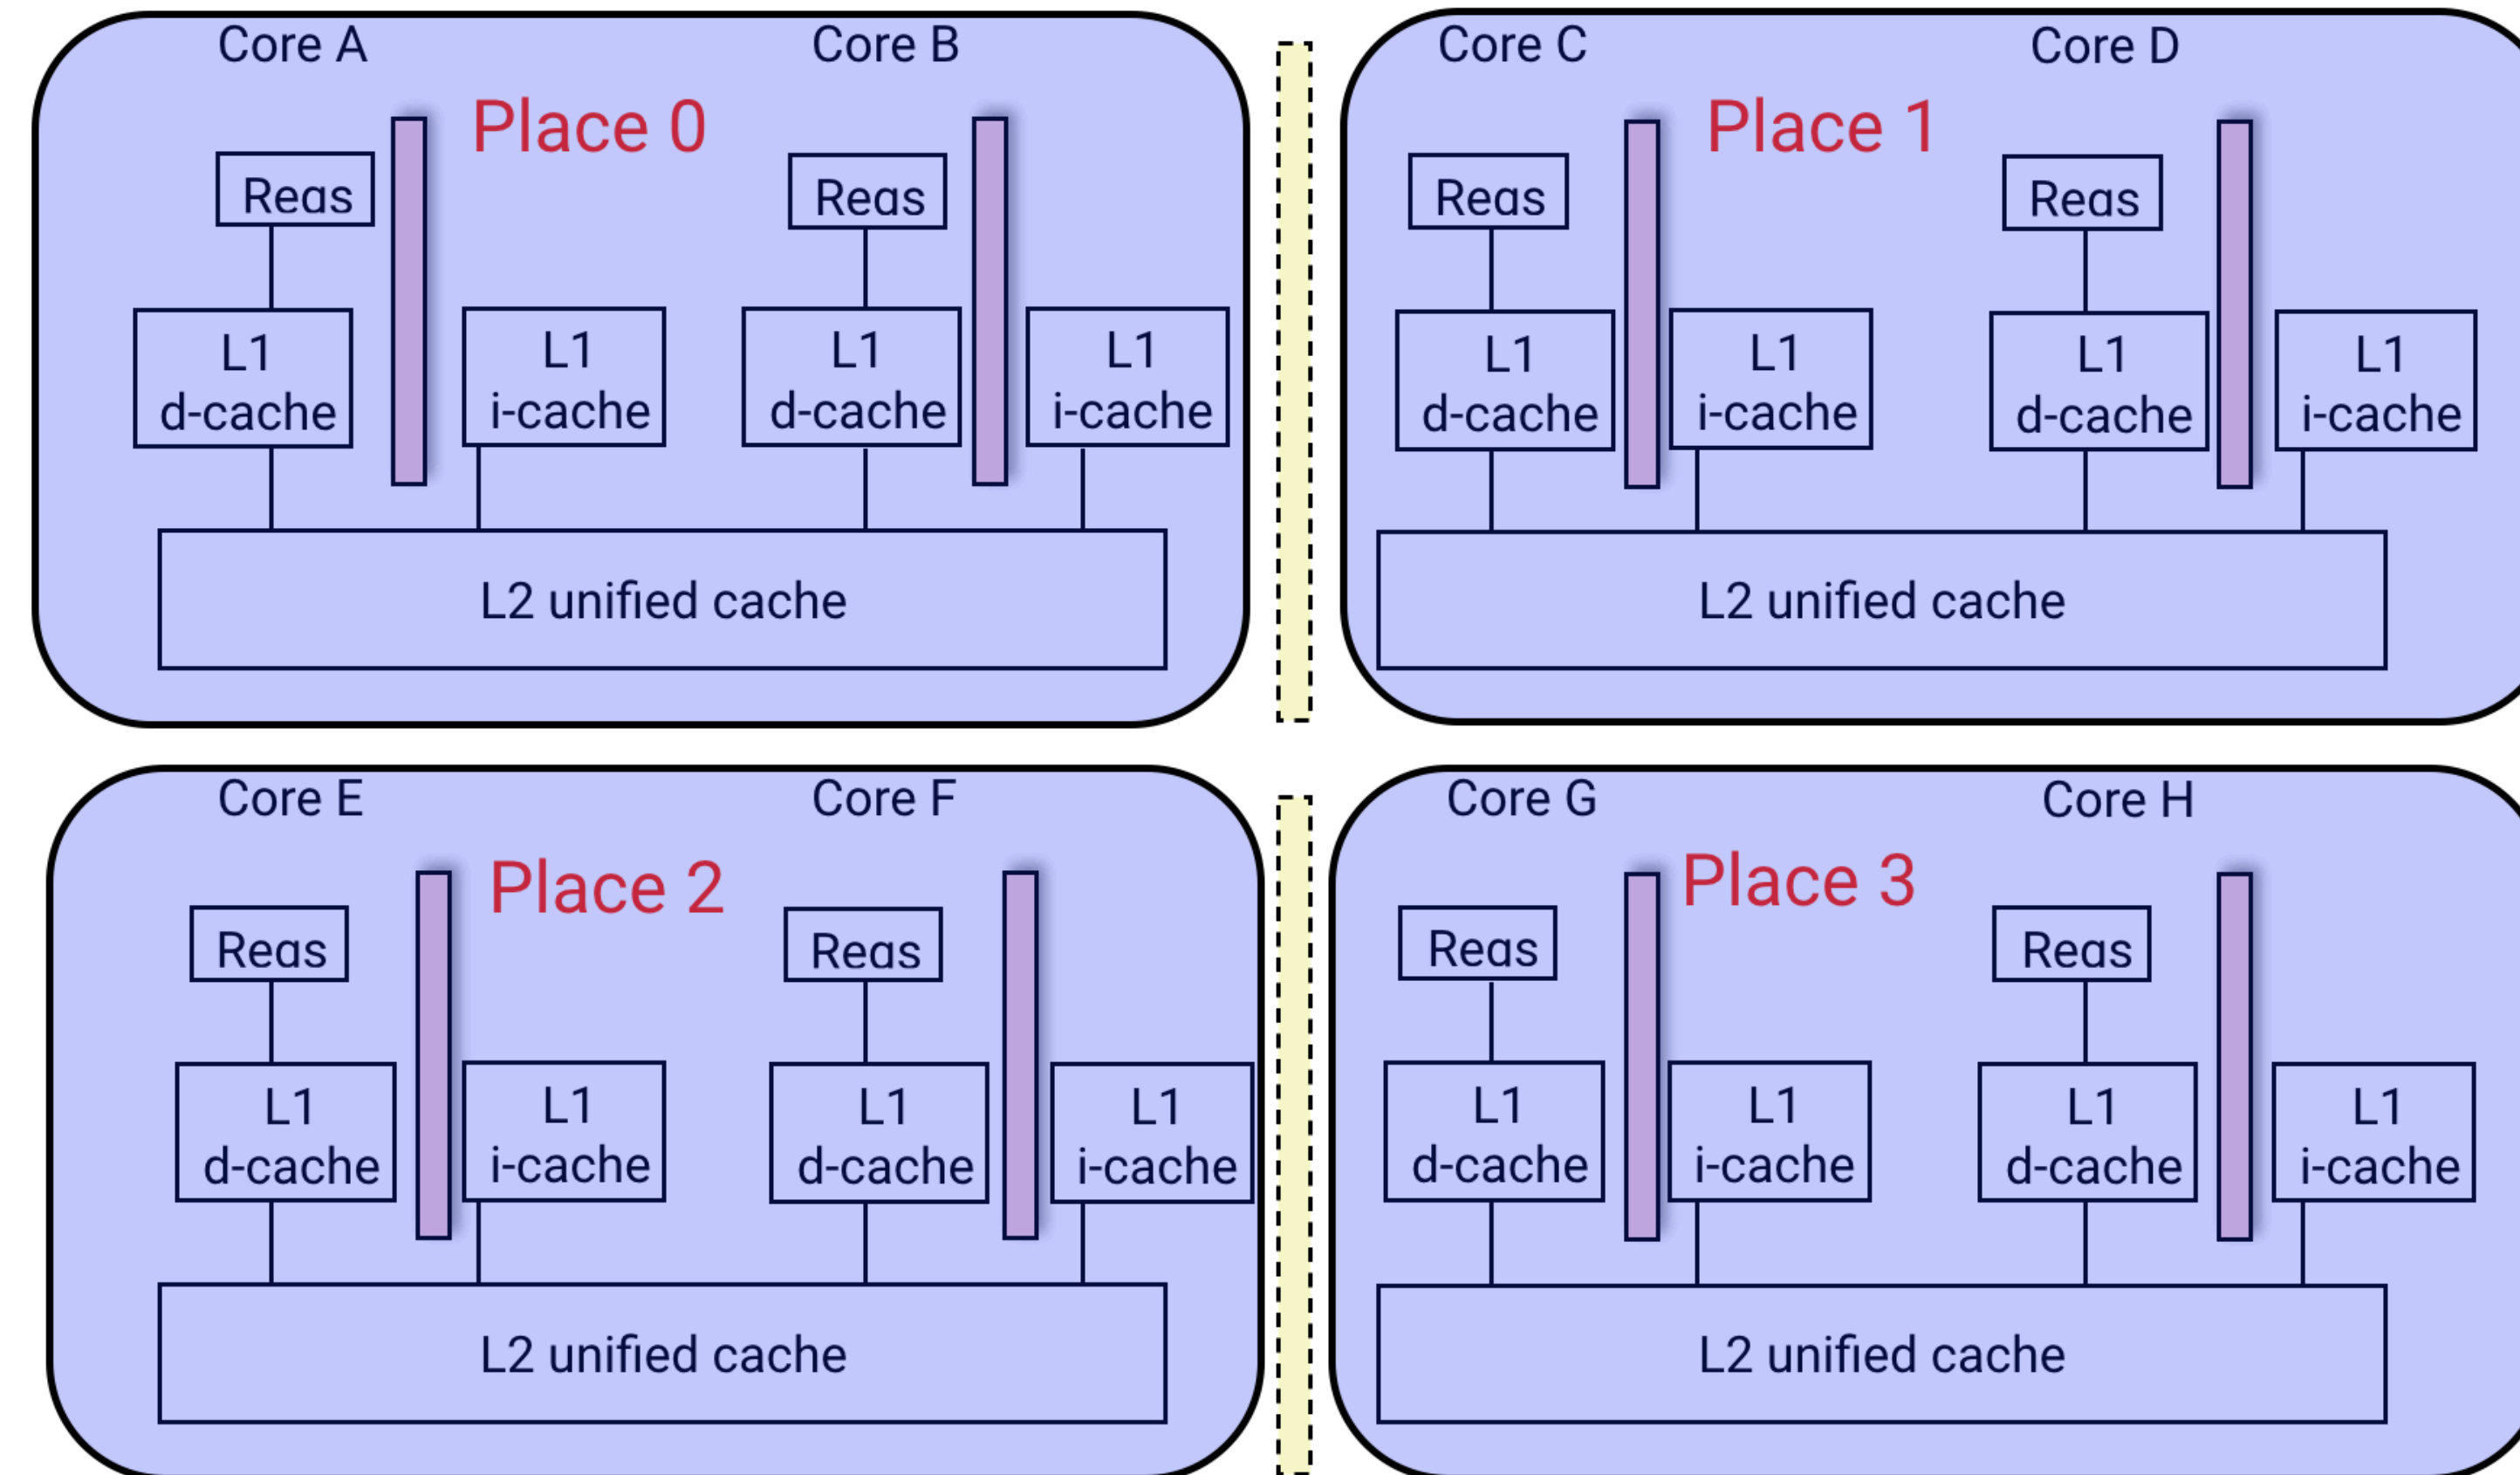 Core A
Core B
Core C
Core D
Place 0
Place 1
Regs
Regs
Regs
Regs
L1
d-cache
L1
i-cache
L1
d-cache
L1
i-cache
L1
d-cache
L1
i-cache
L1
d-cache
L1
i-cache
L2 unified cache
L2 unified cache
Core E
Core F
Core G
Core H
Place 2
Place 3
Regs
Regs
Regs
Regs
L1
d-cache
L1
i-cache
L1
d-cache
L1
i-cache
L1
d-cache
L1
i-cache
L1
d-cache
L1
i-cache
L2 unified cache
L2 unified cache